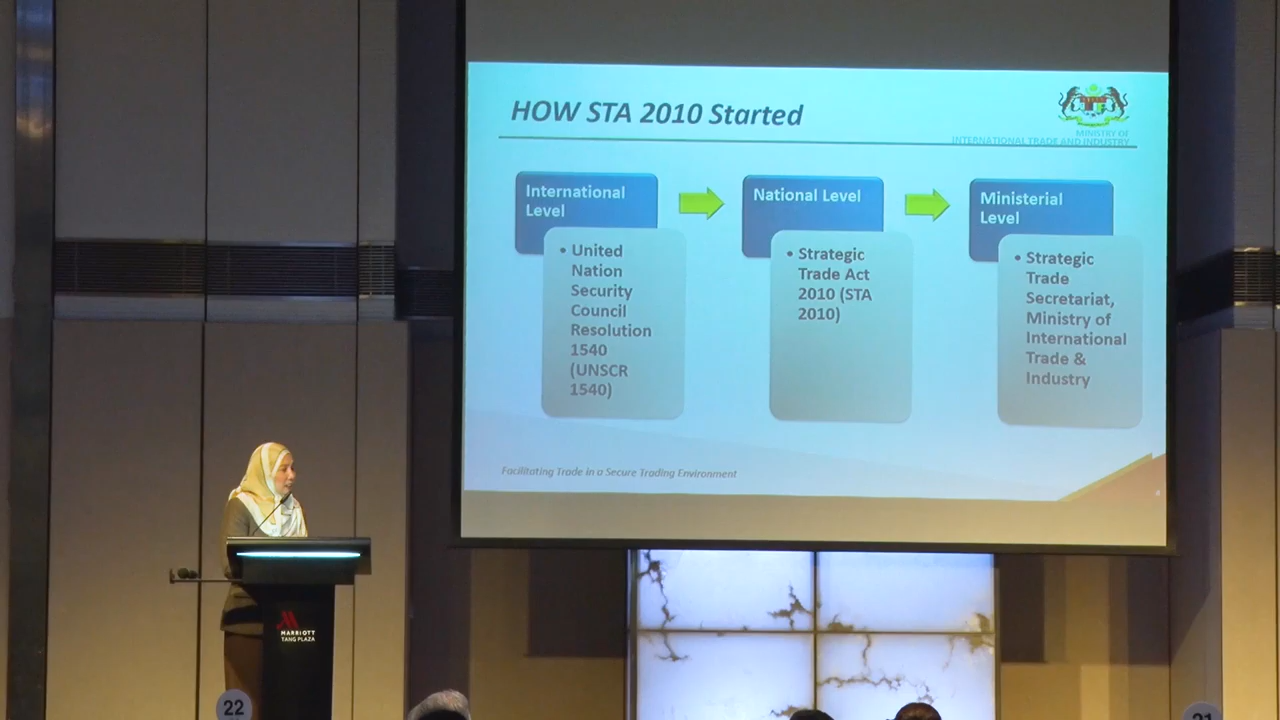 HOW STA 2010 Started
MINISTRY OF
INTERNATIONAL TRADE AND INDUSTRY
International
Level
• United
Nation
Security
Council
Resolution
1540
(UNSCR
1540)
National Level
• Strategic
Trade Act
2010 (STA
2010)
Ministerial
Level
• Strategic
Trade
Secretariat,
Ministry of
International
Trade &
Industry
Facilitating Trade in a Secure Trading Environment
MARRIOTT
TANG PLAZA
22
21